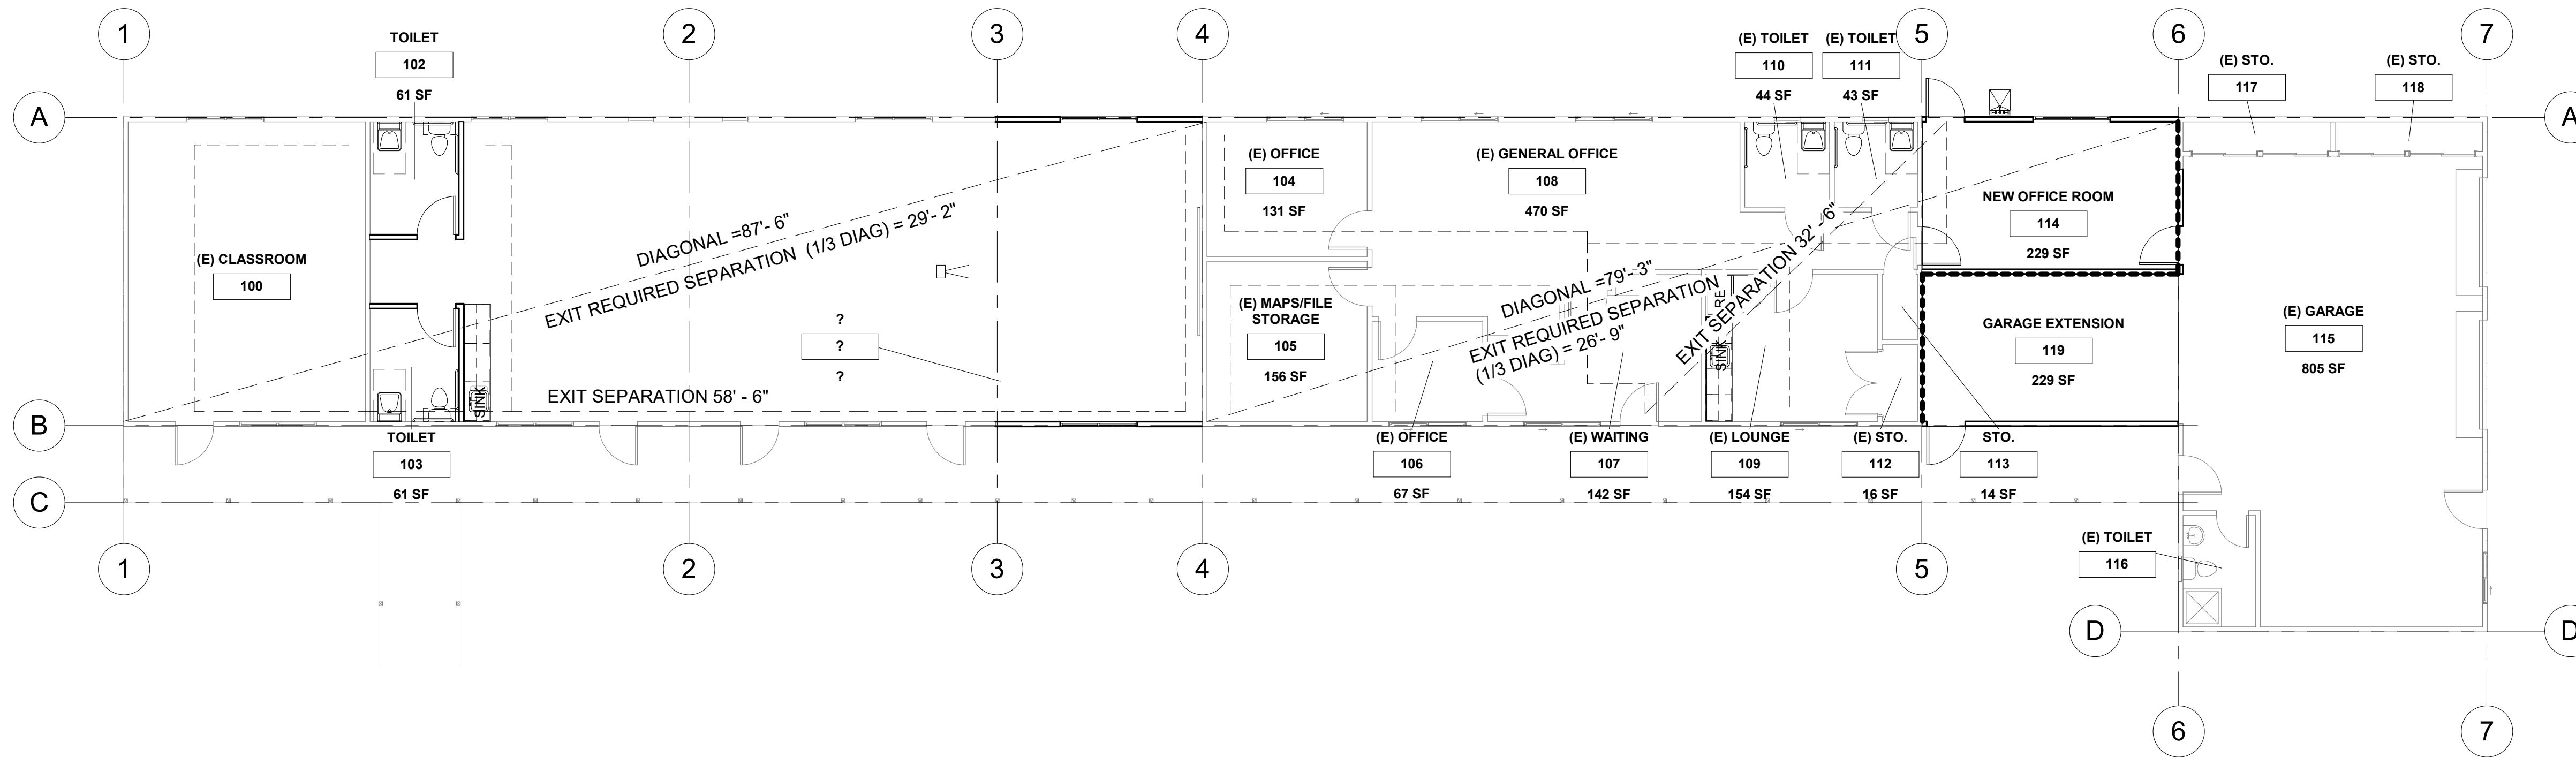 1
2
3
4
5
6
7
TOILET
102
61 SF
(E) TOILET
110
44 SF
(E) TOILET
111
43 SF
(E) STO.
117
(E) STO.
118
A
A
(E) CLASSROOM
100
DIAGONAL =87'- 6"
EXIT REQUIRED SEPARATION (1/3 DIAG) = 29'- 2"
?
?
?
EXIT SEPARATION 58' - 6"
SINK
(E) OFFICE
104
131 SF
(E) GENERAL OFFICE
108
470 SF
(E) MAPS/FILE
STORAGE
105
156 SF
DIAGONAL =79'- 3"
EXIT REQUIRED SEPARATION
(1/3 DIAG) = 26'- 9"
EXIT SEPARATION 32' -6"
SINK
NEW OFFICE ROOM
114
229 SF
GARAGE EXTENSION
119
229 SF
(E) GARAGE
115
805 SF
B
TOILET
103
61 SF
(E) OFFICE
106
67 SF
(E) WAITING
107
142 SF
(E) LOUNGE
109
154 SF
(E) STO.
112
16 SF
STO.
113
14 SF
C
(E) TOILET
116
D
D
1
2
3
4
5
6
7